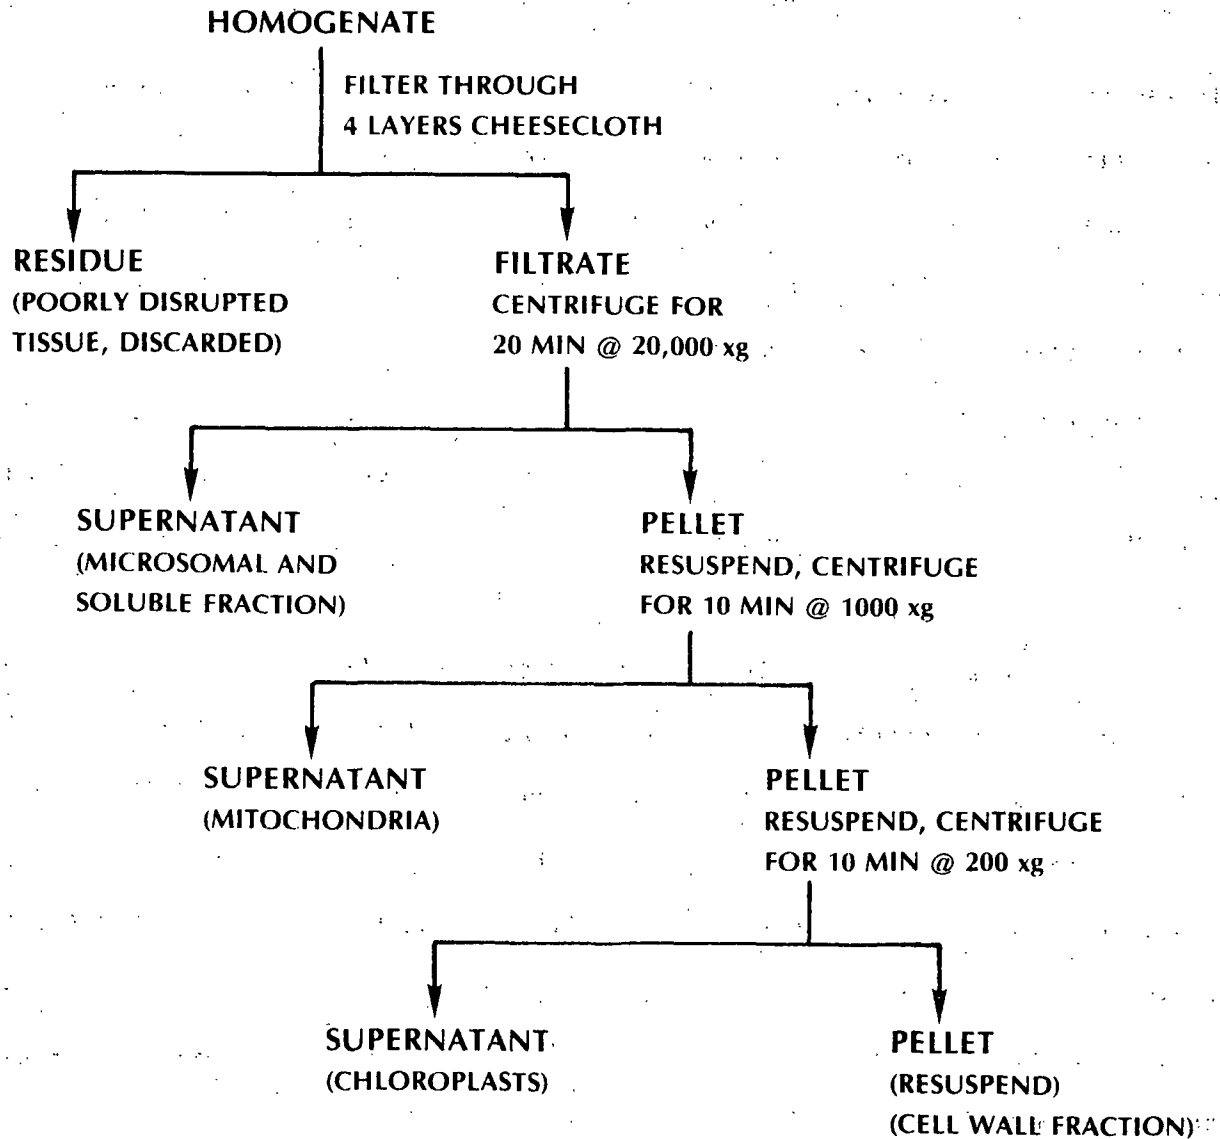 HOMOGENATE
FILTER THROUGH
4 LAYERS CHEESECLOTH
RESIDUE
(POORLY DISRUPTED
TISSUE, DISCARDED)
FILTRATE
CENTRIFUGE FOR
20 MIN @ 20,000 xg
SUPERNATANT
(MICROSOMAL AND
SOLUBLE FRACTION)
PELLET
RESUSPEND, CENTRIFUGE
FOR 10 MIN @ 1000 xg
SUPERNATANT
(MITOCHONDRIA)
PELLET
RESUSPEND, CENTRIFUGE
FOR 10 MIN @ 200 xg
SUPERNATANT
(CHLOROPLASTS)
PELLET
(RESUSPEND)
(CELL WALL FRACTION)